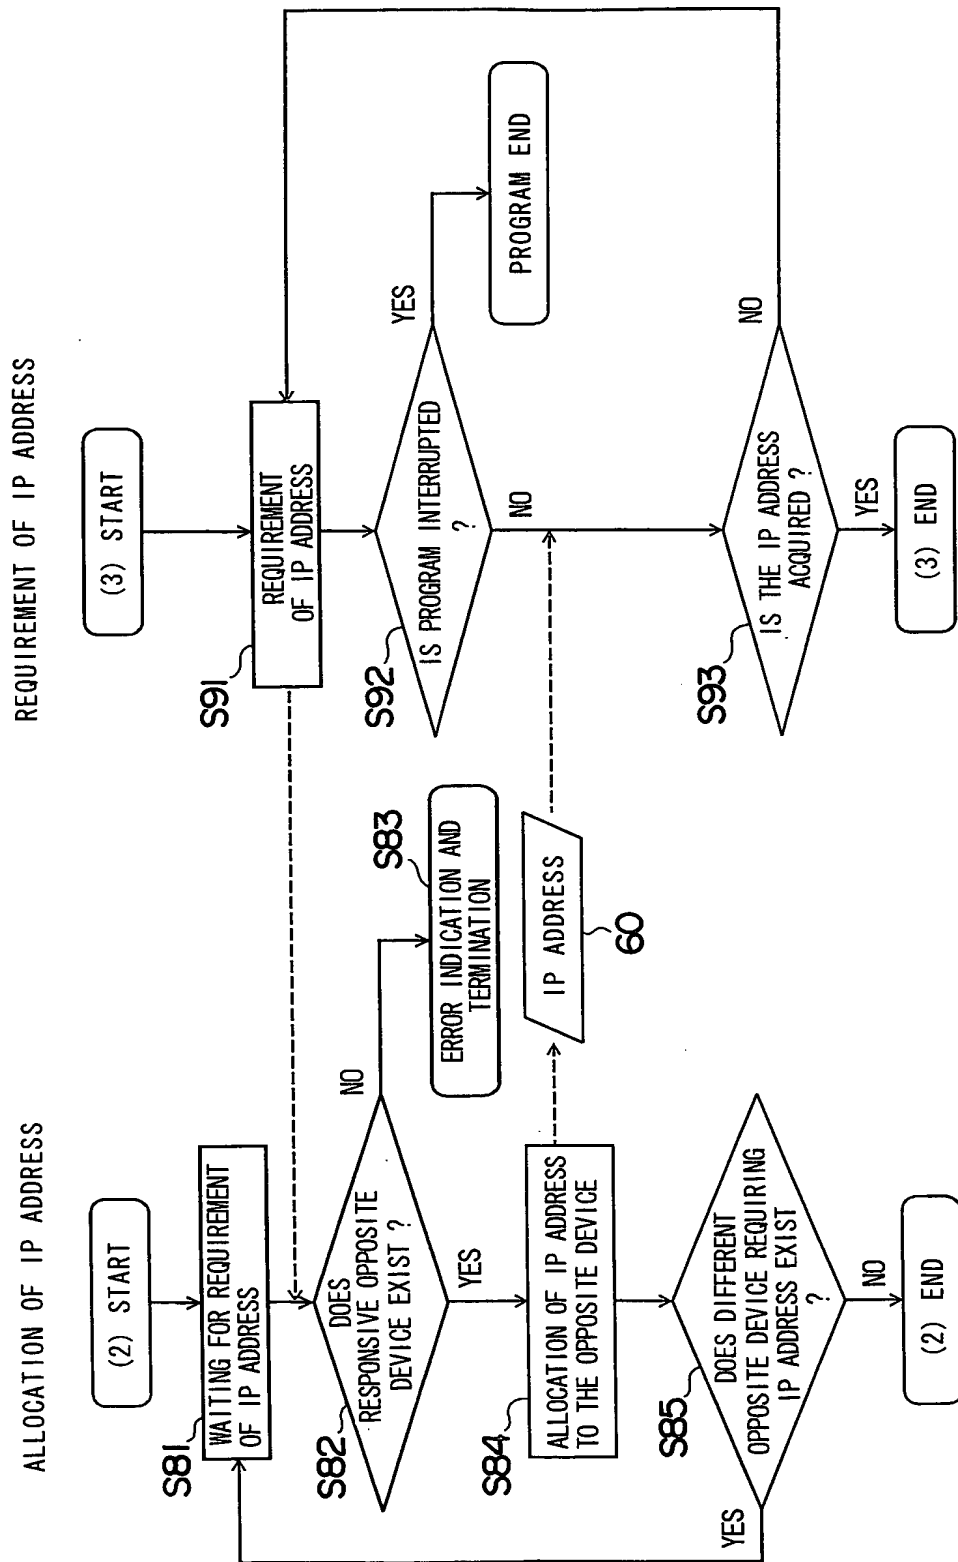 ALLOCATION OF IP ADDRESS
(2) START
S81
WAITING FOR REQUIREMENT
OF IP ADDRESS
S82
DOES
RESPONSIVE OPPOSITE
DEVICE EXIST ?
NO
S83
ERROR INDICATION AND
TERMINATION
YES
S84
ALLOCATION OF IP ADDRESS
TO THE OPPOSITE DEVICE
IP ADDRESS
60
S85
DOES DIFFERENT
OPPOSITE DEVICE REQUIRING
IP ADDRESS EXIST
?
YES
NO
(2) END
REQUIREMENT OF IP ADDRESS
(3) START
S91
REQUIREMENT
OF IP ADDRESS
S92
IS PROGRAM INTERRUPTED
?
YES
PROGRAM END
NO
S93
IS THE IP ADDRESS
ACQUIRED ?
NO
YES
(3) END